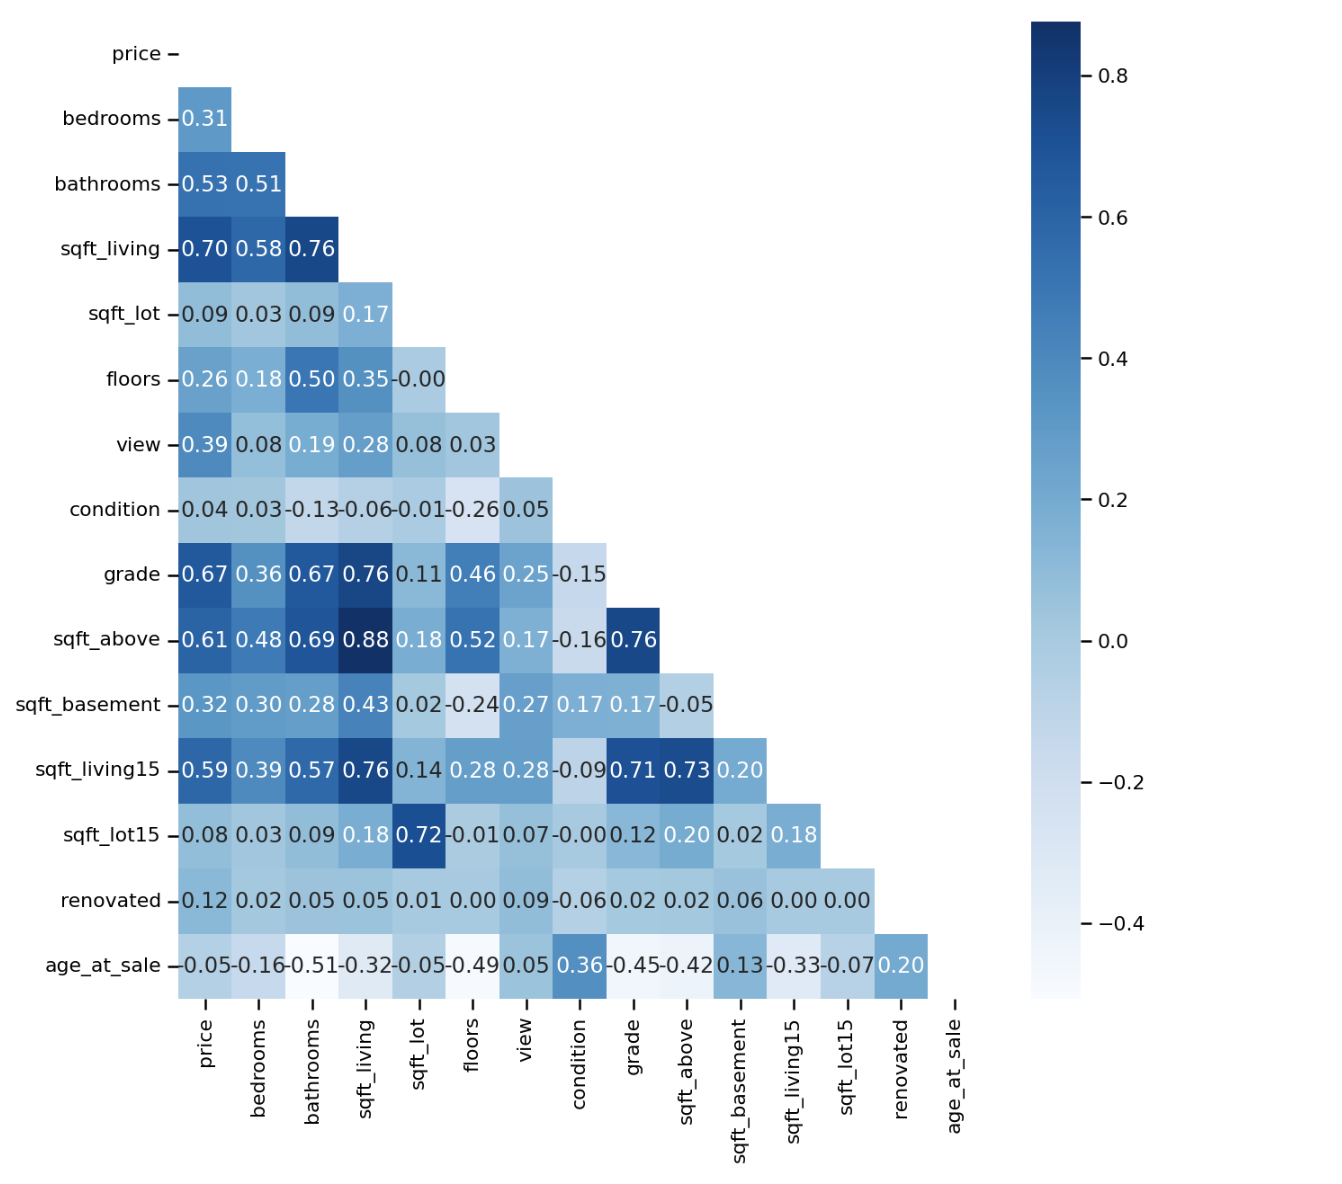 price
bedrooms 0.31
bathrooms 0.53 0.51
sqft_living 0.70 0.58 0.76
sqft_lot 0.09 0.03 0.09 0.17
floors 0.26 0.18 0.50 0.35 -0.00
view 0.39 0.08 0.19 0.28 0.08 0.03
condition 0.04 0.03 -0.13 -0.06 -0.01 -0.26 0.05
grade 0.67 0.36 0.67 0.76 0.11 0.46 0.25 -0.15
sqft_above 0.61 0.48 0.69 0.88 0.18 0.52 0.17 -0.16 0.76
sqft_basement 0.32 0.30 0.28 0.43 0.02 -0.24 0.27 0.17 0.17 -0.05
sqft_living15 0.59 0.39 0.57 0.76 0.14 0.28 0.28 -0.09 0.71 0.73 0.20
sqft_lot15 0.08 0.03 0.09 0.18 0.72 -0.01 0.07 -0.00 0.12 0.20 0.02 0.18
renovated 0.12 0.02 0.05 0.05 0.01 0.00 0.09 -0.06 0.02 0.02 0.06 0.00 0.00
age_at_sale -0.05 -0.16 -0.51 -0.32 -0.05 -0.49 0.05 0.36 -0.45 -0.42 0.13 -0.33 -0.07 0.20
price
bedrooms
bathrooms
sqft_living
sqft_lot
floors
view
condition
grade
sqft_above
sqft_basement
sqft_living15
sqft_lot15
renovated
age_at_sale
0.8
0.6
0.4
0.2
0.0
−0.2
−0.4